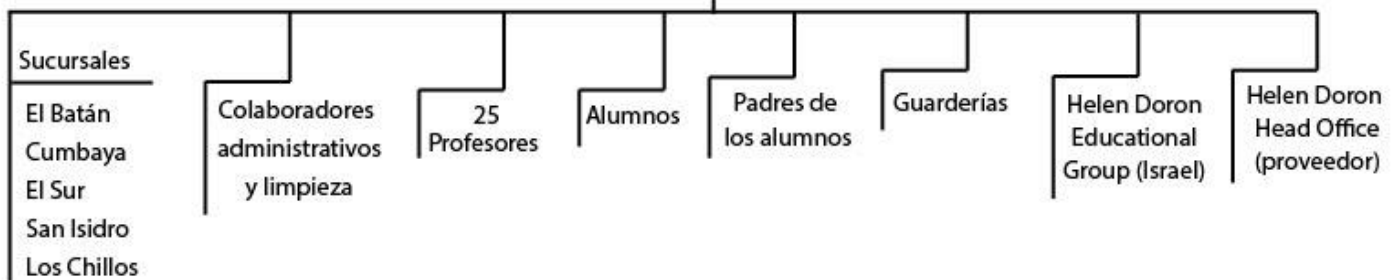 Sucursales
El Batán
Cumbaya
El Sur
San Isidro
Los Chillos
Colaboradores
administrativos
y limpieza
25
Profesores
Alumnos
Padres de
los alumnos
Guarderías
Helen Doron
Educational
Group (Israel)
Helen Doron
Head Office
(proveedor)